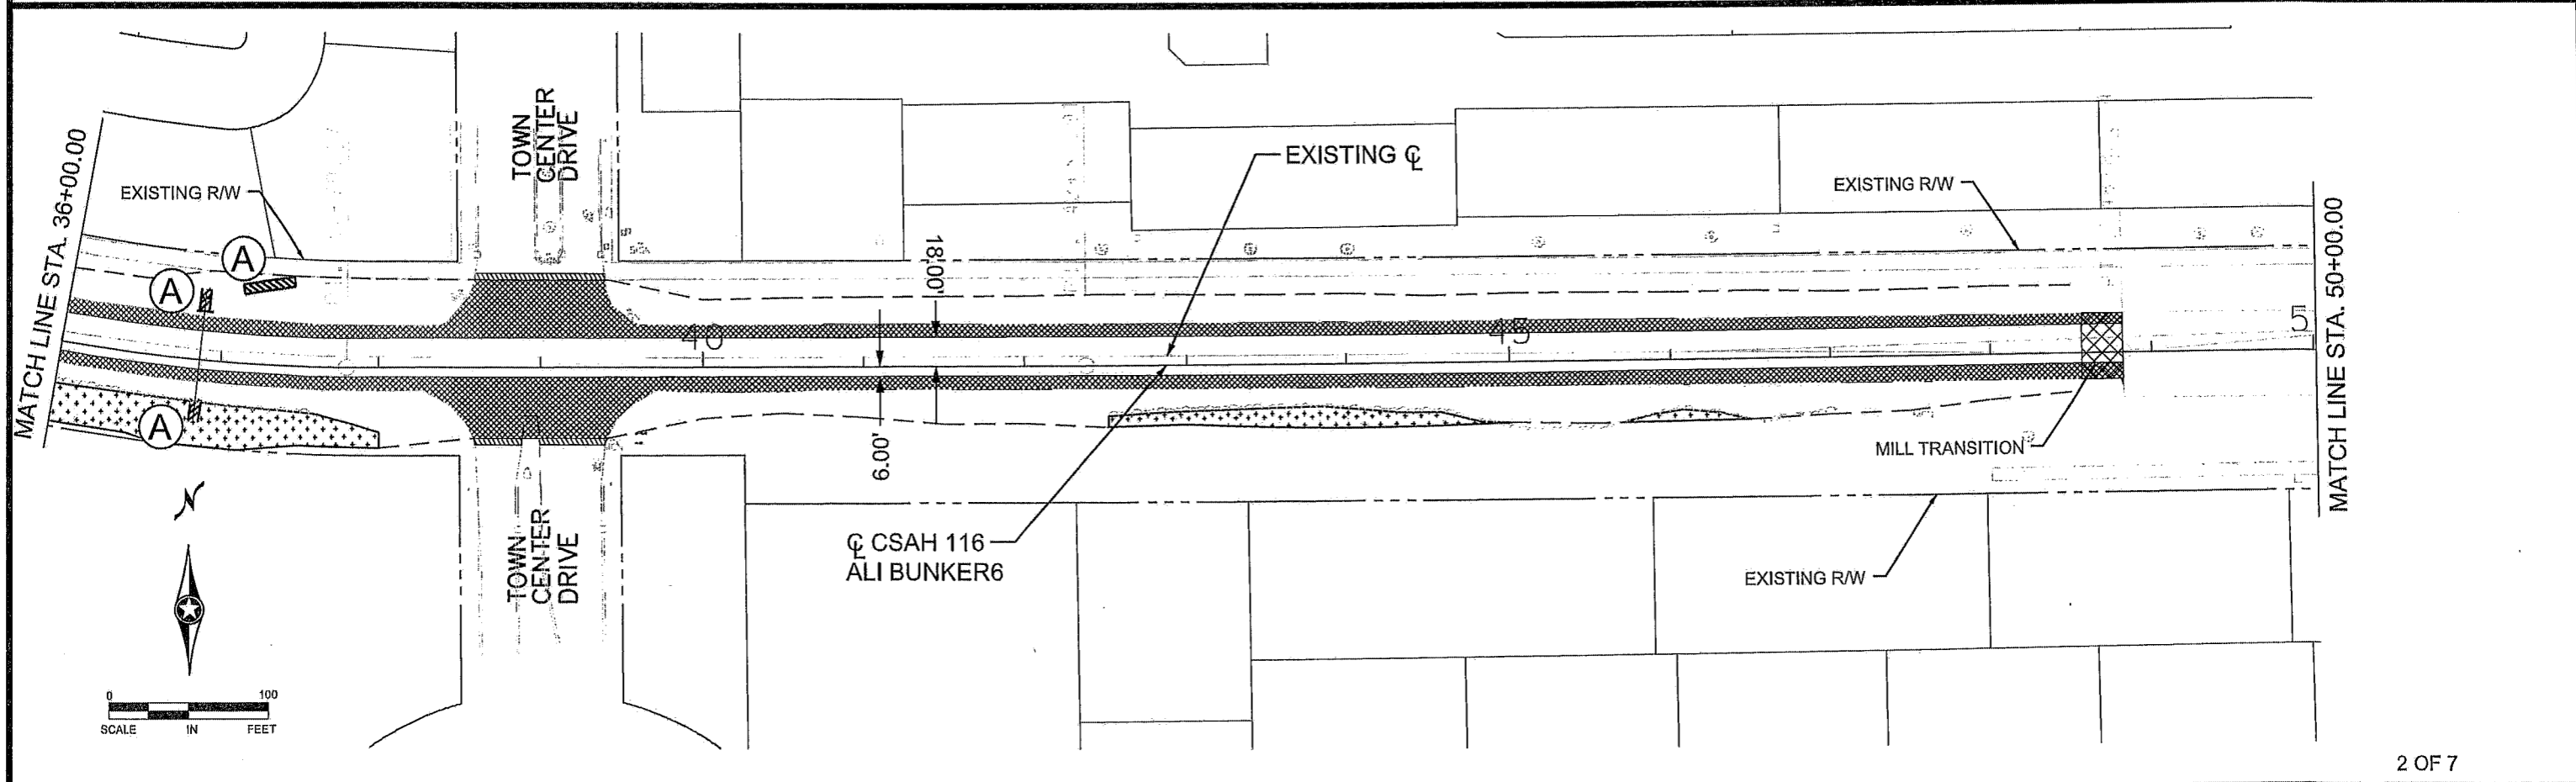 MATCH LINE STA. 36+00.00
EXISTING R/W
A
A
A
TOWN
CENTER
DRIVE
18.00'
EXISTING ℄
EXISTING R/W
40
45
5
MATCH LINE STA. 50+00.00
6.00'
MILL TRANSITION
TOWN
CENTER
DRIVE
℄ CSAH 116
ALI BUNKER6
EXISTING R/W
N
0 100
SCALE IN FEET
2 OF 7